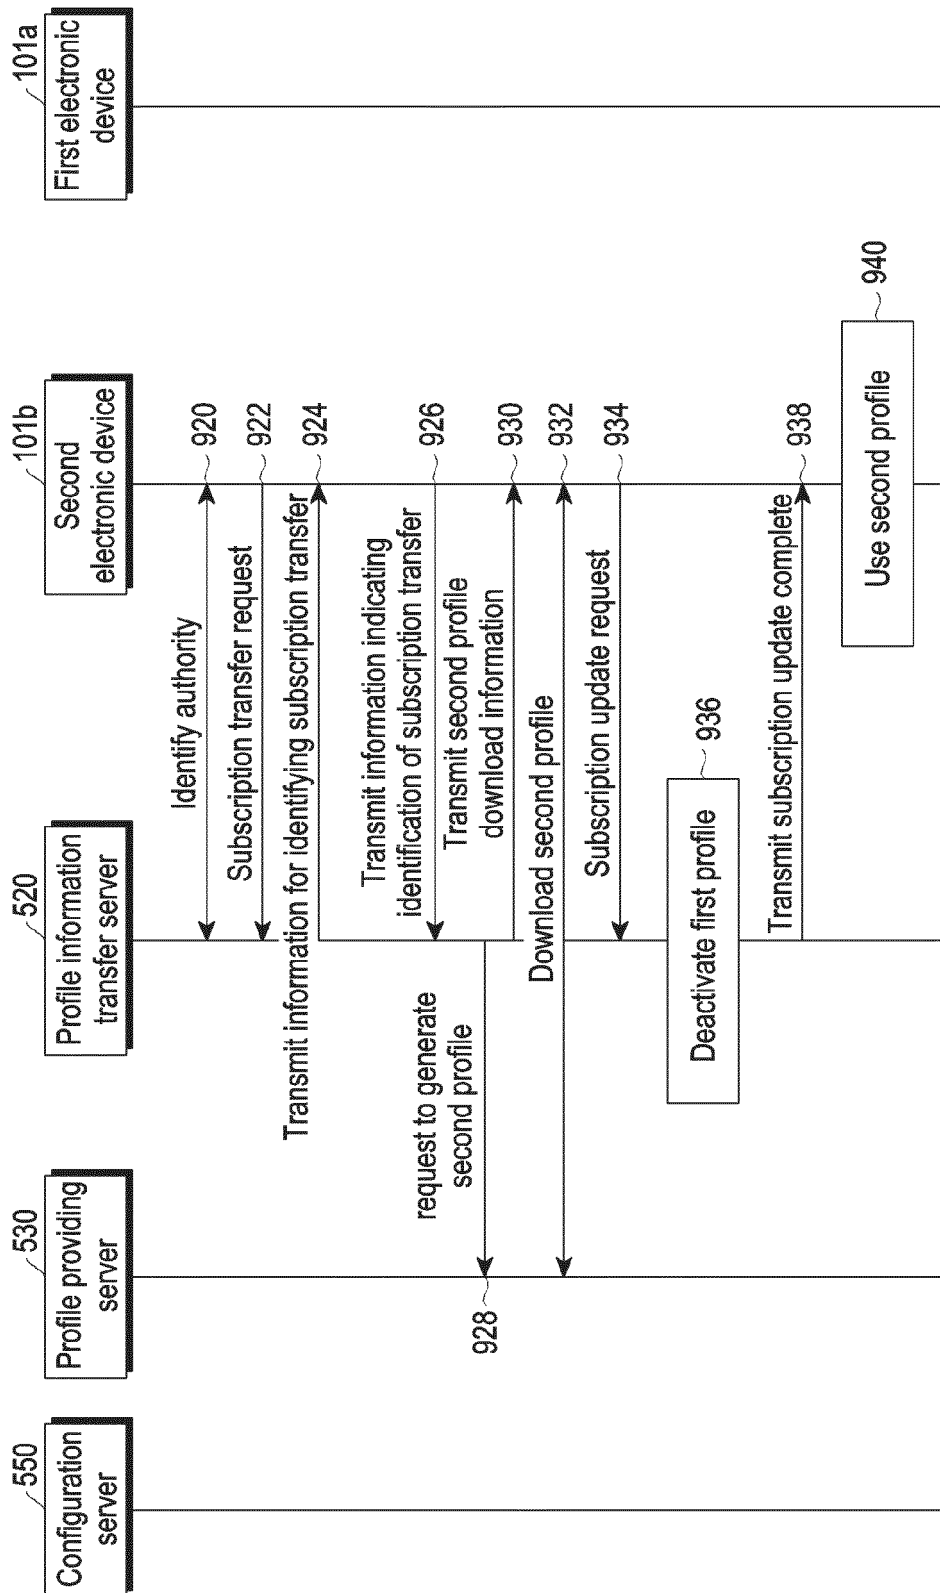 550
Configuration
server
530
Profile providing
server
520
Profile information
transfer server
101b
Second
electronic device
101a
First electronic
device
Identify authority
920
Subscription transfer request
922
Transmit information for identifying subscription transfer
924
Transmit information indicating
identification of subscription transfer
926
request to generate
second profile
928
Transmit second profile
download information
930
Download second profile
932
Subscription update request
934
Deactivate first profile
936
Transmit subscription update complete
938
Use second profile
940